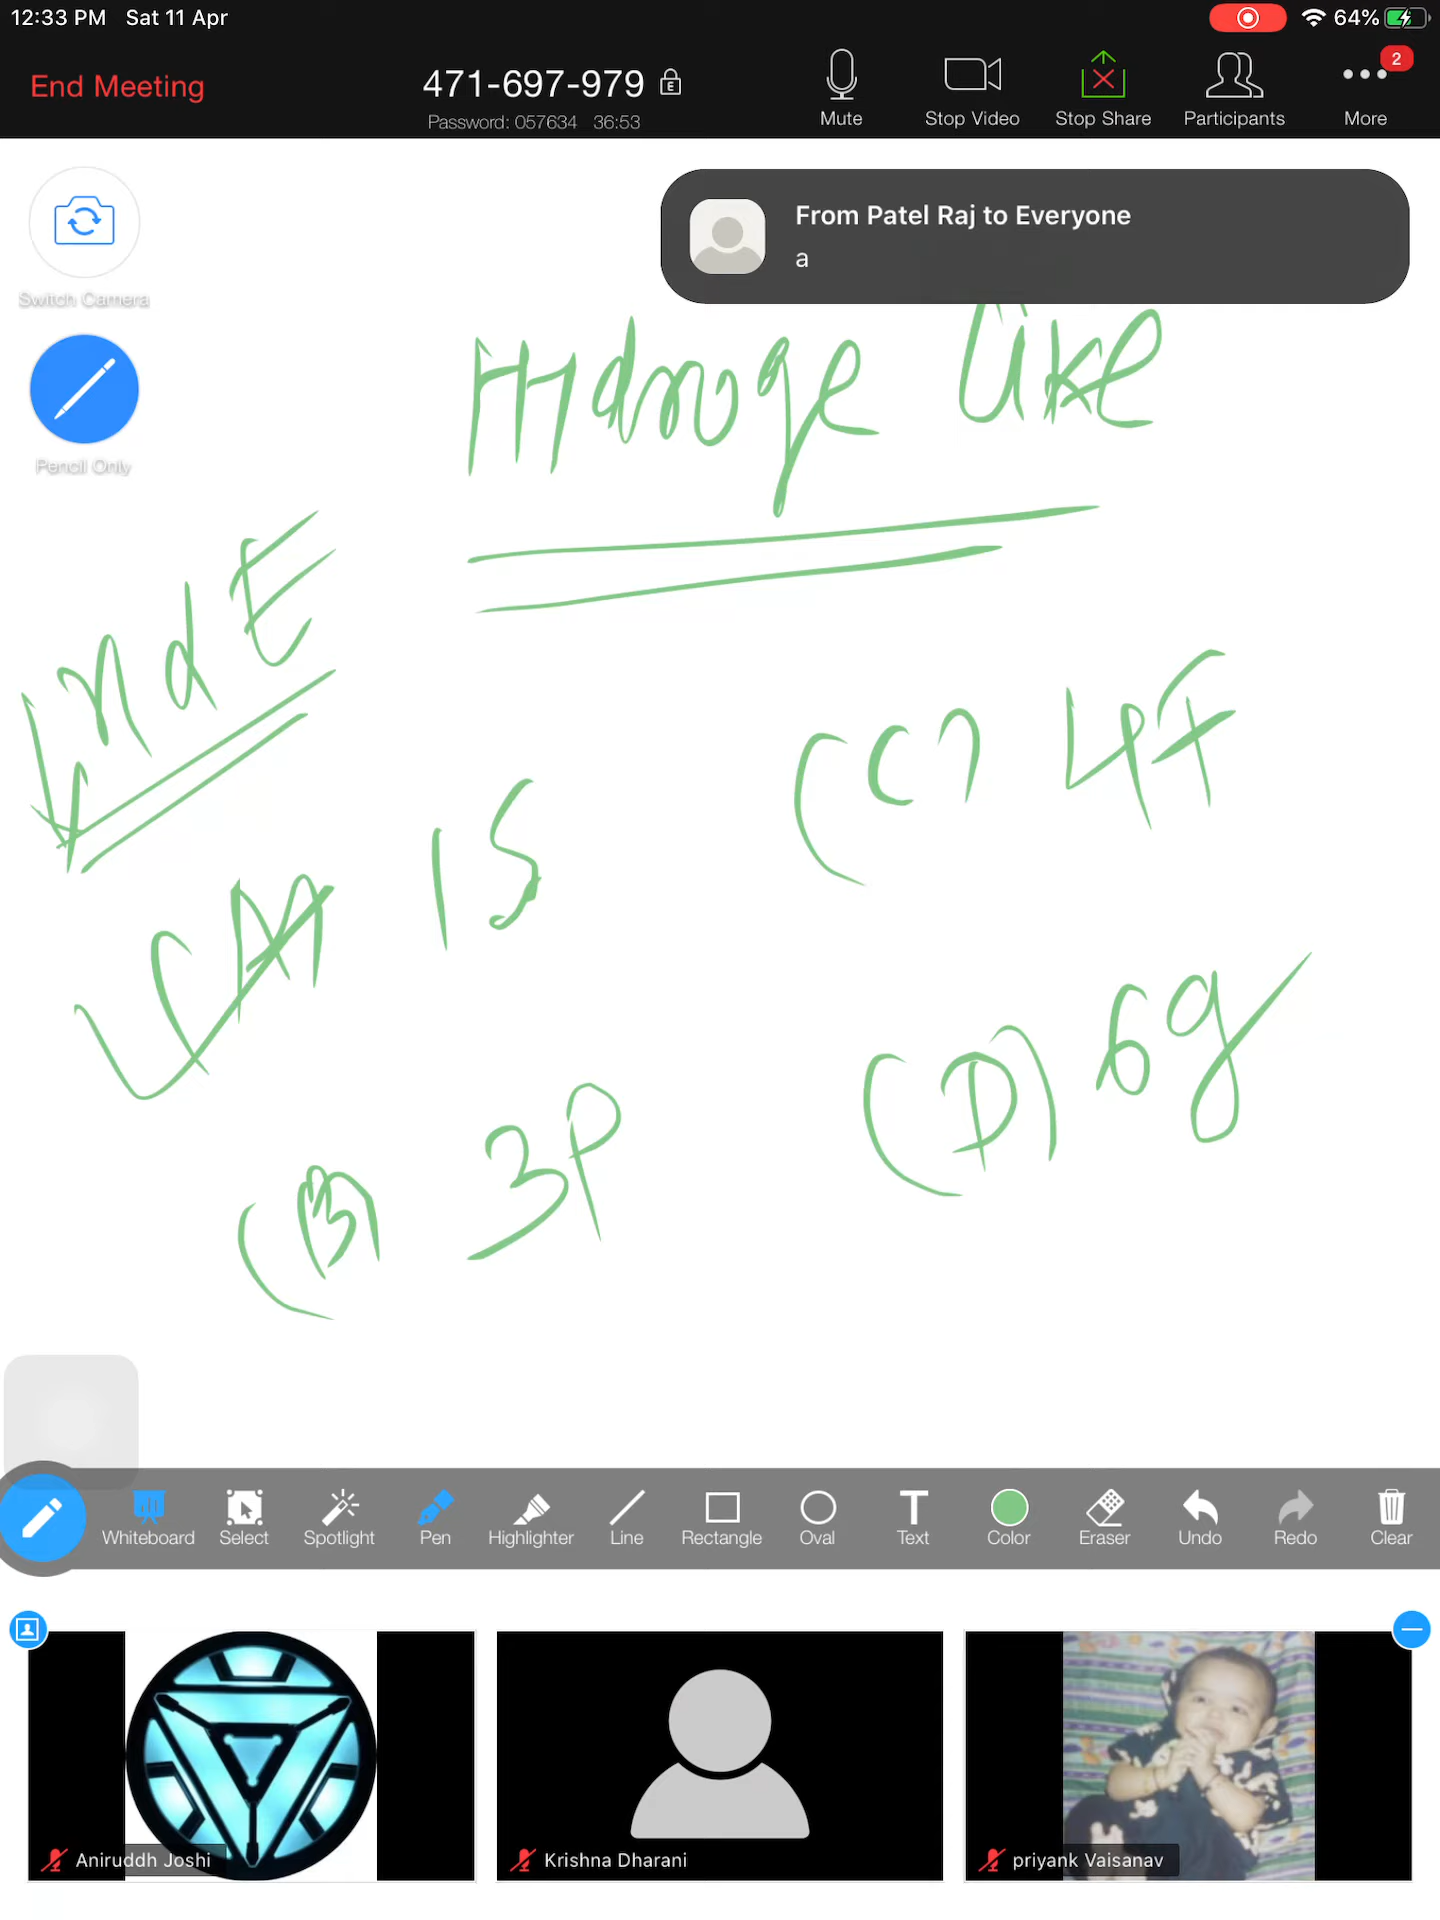 12:33 PM Sat 11 Apr 64%
End Meeting 471-697-979 E
Password: 057634 36:53
Mute Stop Video Stop Share Participants More 2
From Patel Raj to Everyone
a
Switch Camera
Pencil Only
Hydroge like
(A) 1S
(B) 3P
(C) 4F
(D) 6g
Whiteboard Select Spotlight Pen Highlighter Line Rectangle Oval Text Color Eraser Undo Redo Clear
Aniruddh Joshi Krishna Dharani priyank Vaisanav